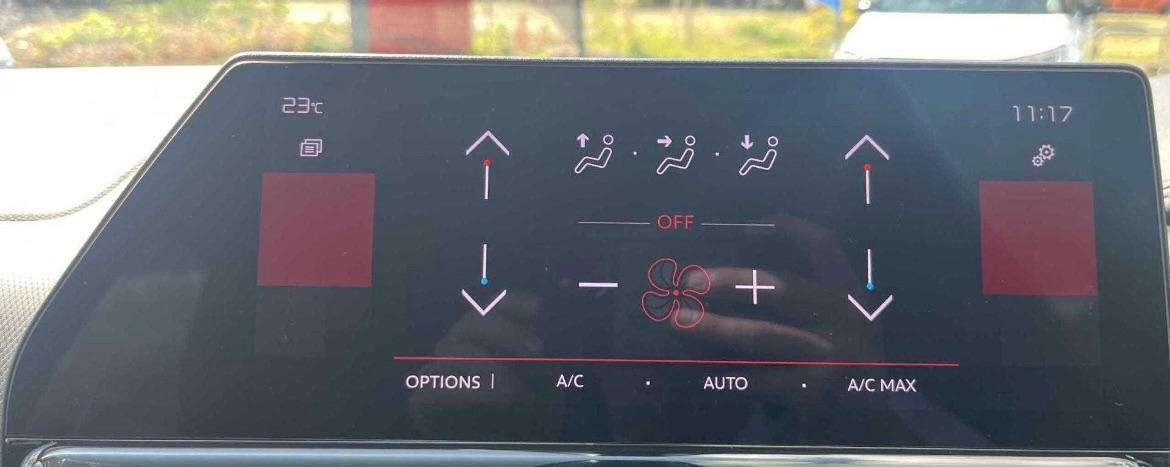 23°C
11:17
OFF
OPTIONS | A/C · AUTO · A/C MAX